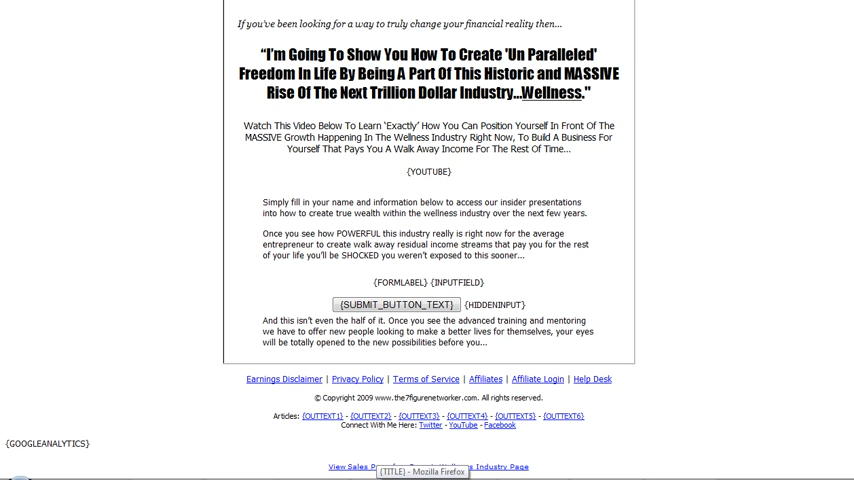 If you've been looking for a way to truly change your financial reality then...
“I'm Going To Show You How To Create 'Un Paralleled'
Freedom In Life By Being A Part Of This Historic and MASSIVE
Rise Of The Next Trillion Dollar Industry...Wellness."
Watch This Video Below To Learn ‘Exactly’ How You Can Position Yourself In Front Of The
MASSIVE Growth Happening In The Wellness Industry Right Now, To Build A Business For
Yourself That Pays You A Walk Away Income For The Rest Of Time...
{YOUTUBE}
Simply fill in your name and information below to access our insider presentations
into how to create true wealth within the wellness industry over the next few years.
Once you see how POWERFUL this industry really is right now for the average
entrepreneur to create walk away residual income streams that pay you for the rest
of your life you'll be SHOCKED you weren't exposed to this sooner...
{FORMLABEL} {INPUTFIELD}
{SUBMIT_BUTTON_TEXT} {HIDDENINPUT}
And this isn't even the half of it. Once you see the advanced training and mentoring
we have to offer new people looking to make a better lives for themselves, your eyes
will be totally opened to the new possibilities before you...
Earnings Disclaimer | Privacy Policy | Terms of Service | Affiliates | Affiliate Login | Help Desk
© Copyright 2009 www.the7figurenetworker.com. All rights reserved.
Articles: {OUTTEXT1} - {OUTTEXT2} - {OUTTEXT3} - {OUTTEXT4} - {OUTTEXT5} - {OUTTEXT6}
Connect With Me Here: Twitter - YouTube - Facebook
{GOOGLEANALYTICS}
View Sales Industry Page
{TITLE} - Mozilla Firefox